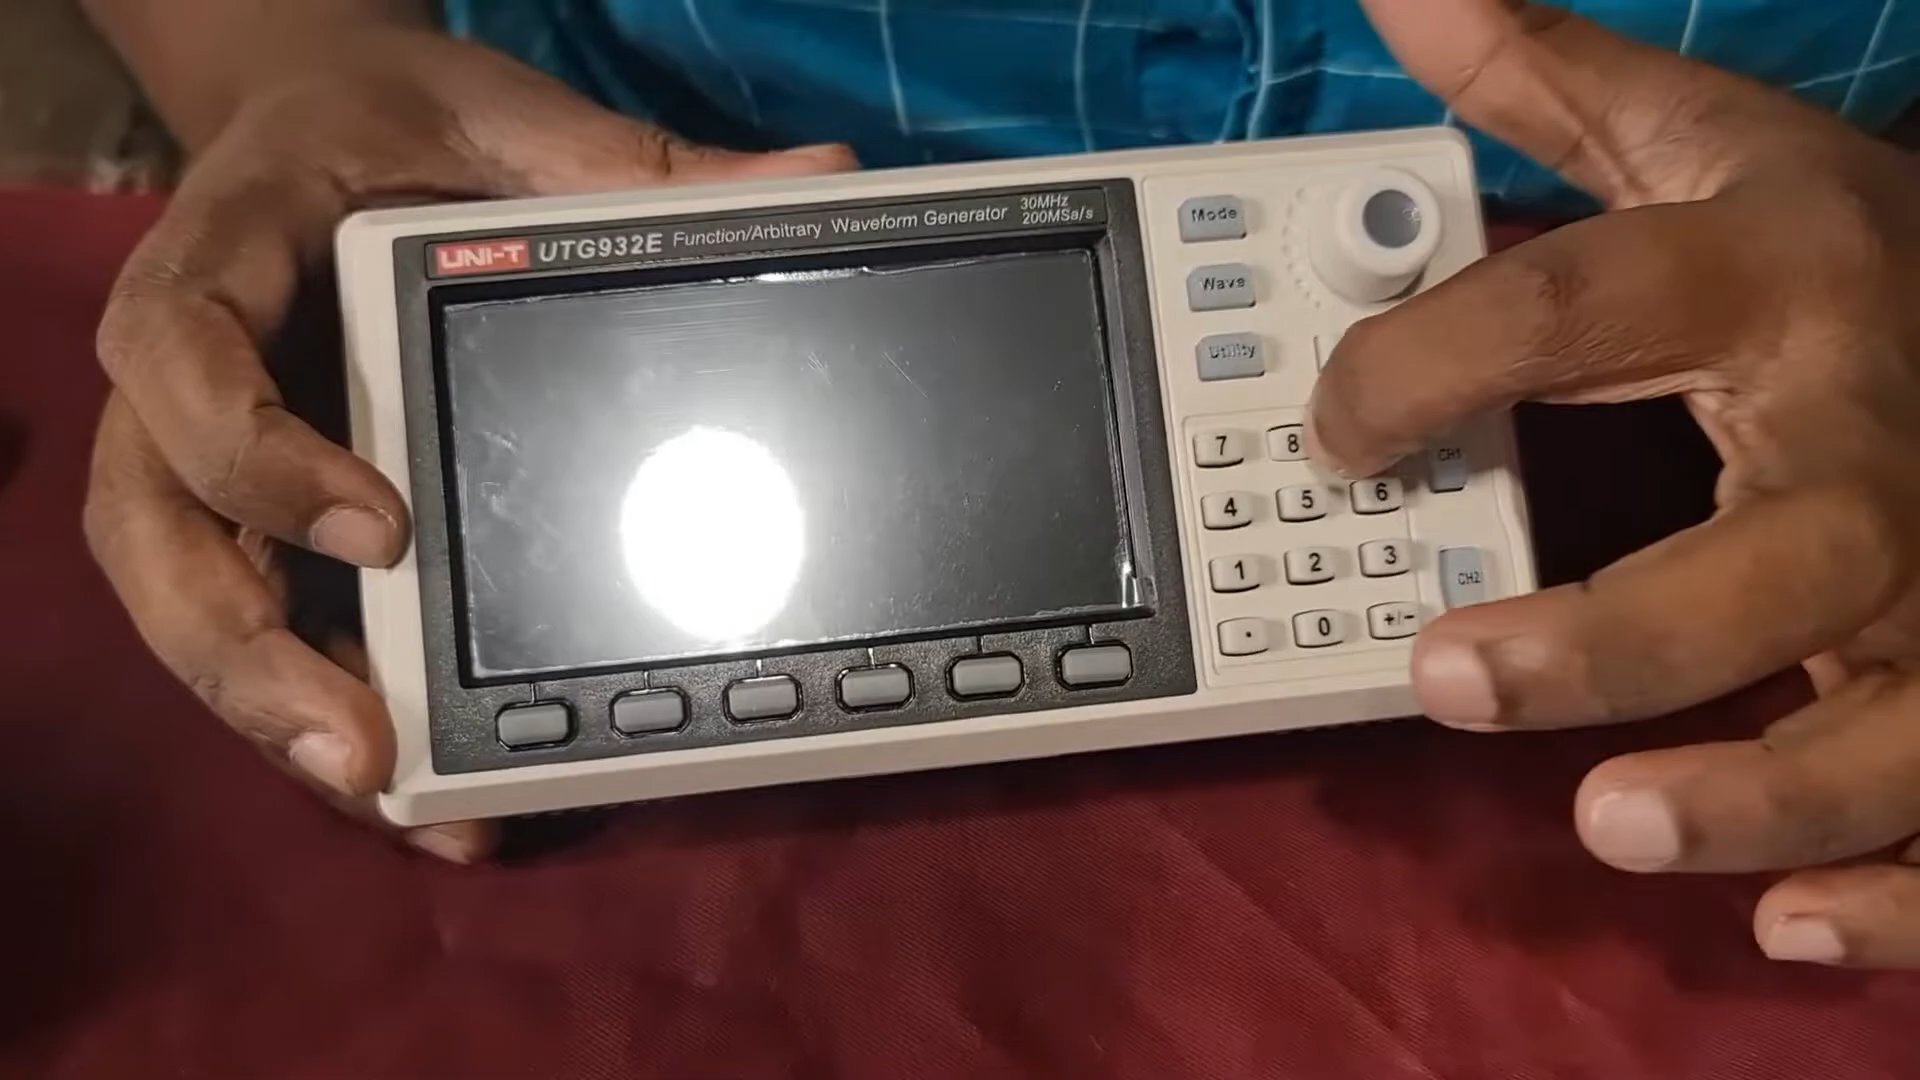 UNI-T UTG932E Function/Arbitrary Waveform Generator 30MHz
200MSa/s
Mode
Wave
Utility
7 8
4 5 6
1 2 3
. 0 +/-
CH1
CH2